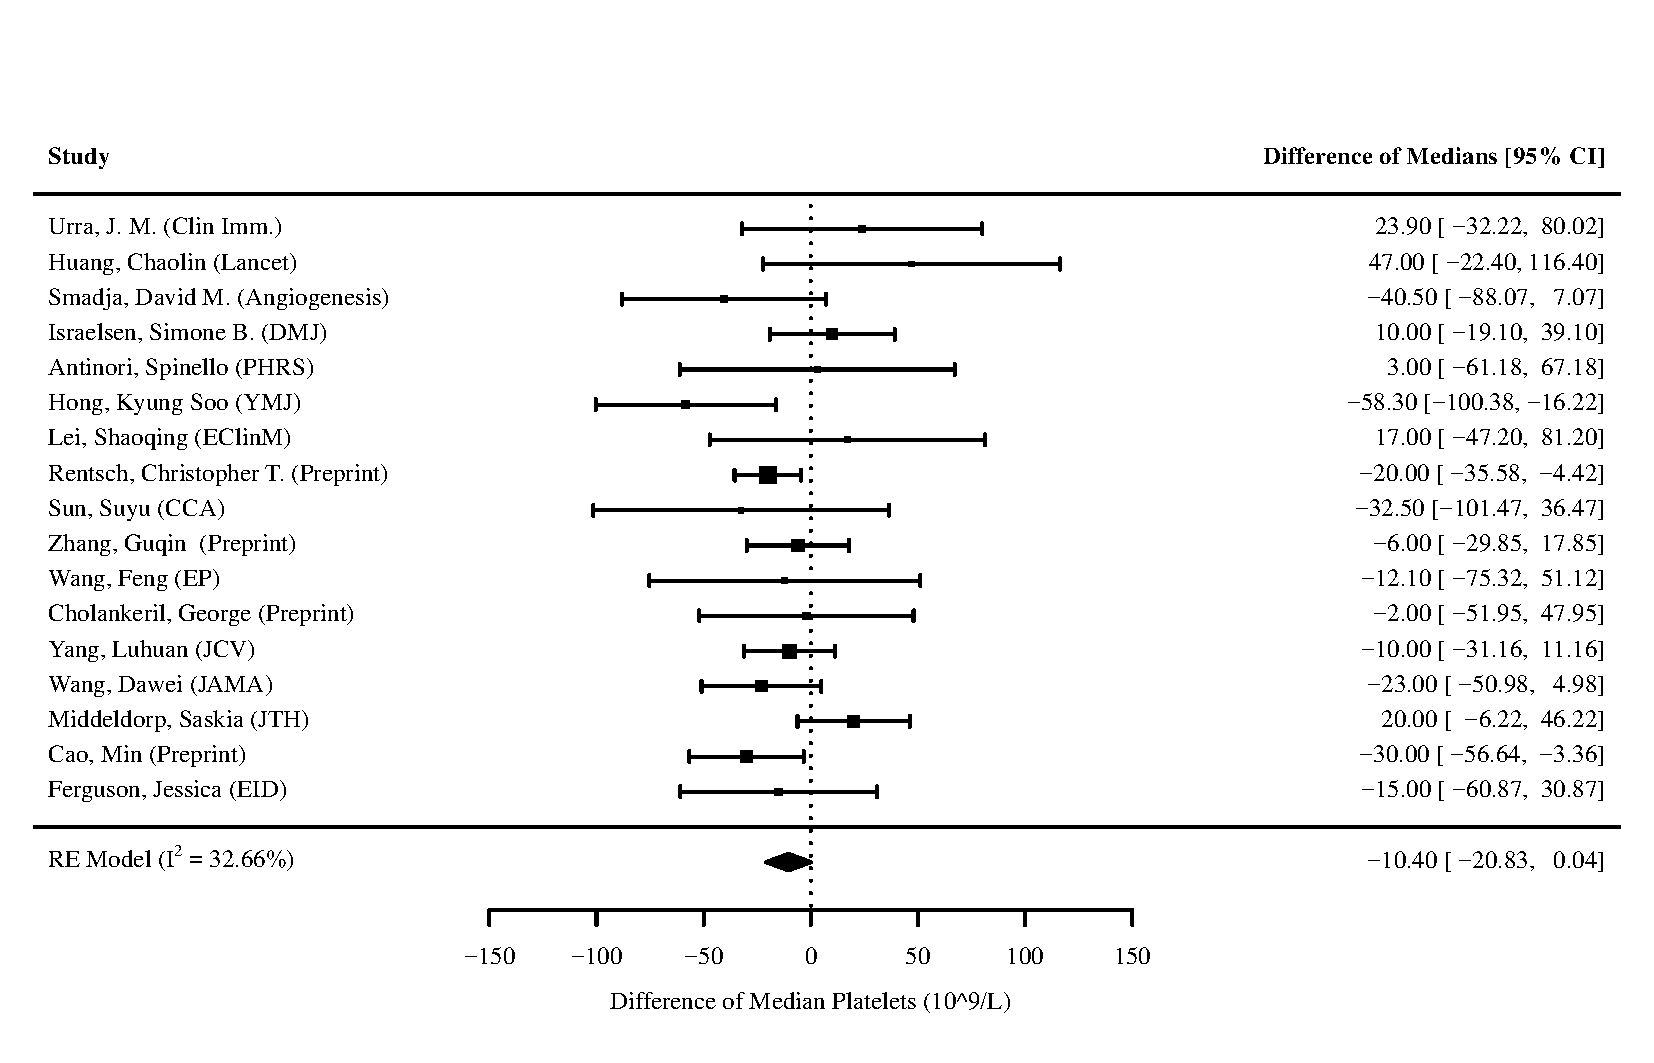 Study Difference of Medians [95% CI]
Urra, J. M. (Clin Imm.) 23.90 [ −32.22, 80.02]
Huang, Chaolin (Lancet) 47.00 [ −22.40, 116.40]
Smadja, David M. (Angiogenesis) −40.50 [ −88.07, 7.07]
Israelsen, Simone B. (DMJ) 10.00 [ −19.10, 39.10]
Antinori, Spinello (PHRS) 3.00 [ −61.18, 67.18]
Hong, Kyung Soo (YMJ) −58.30 [−100.38, −16.22]
Lei, Shaoqing (EClinM) 17.00 [ −47.20, 81.20]
Rentsch, Christopher T. (Preprint) −20.00 [ −35.58, −4.42]
Sun, Suyu (CCA) −32.50 [−101.47, 36.47]
Zhang, Guqin (Preprint) −6.00 [ −29.85, 17.85]
Wang, Feng (EP) −12.10 [ −75.32, 51.12]
Cholankeril, George (Preprint) −2.00 [ −51.95, 47.95]
Yang, Luhuan (JCV) −10.00 [ −31.16, 11.16]
Wang, Dawei (JAMA) −23.00 [ −50.98, 4.98]
Middeldorp, Saskia (JTH) 20.00 [ −6.22, 46.22]
Cao, Min (Preprint) −30.00 [ −56.64, −3.36]
Ferguson, Jessica (EID) −15.00 [ −60.87, 30.87]
RE Model (I² = 32.66%) −10.40 [ −20.83, 0.04]
−150 −100 −50 0 50 100 150
Difference of Median Platelets (10^9/L)